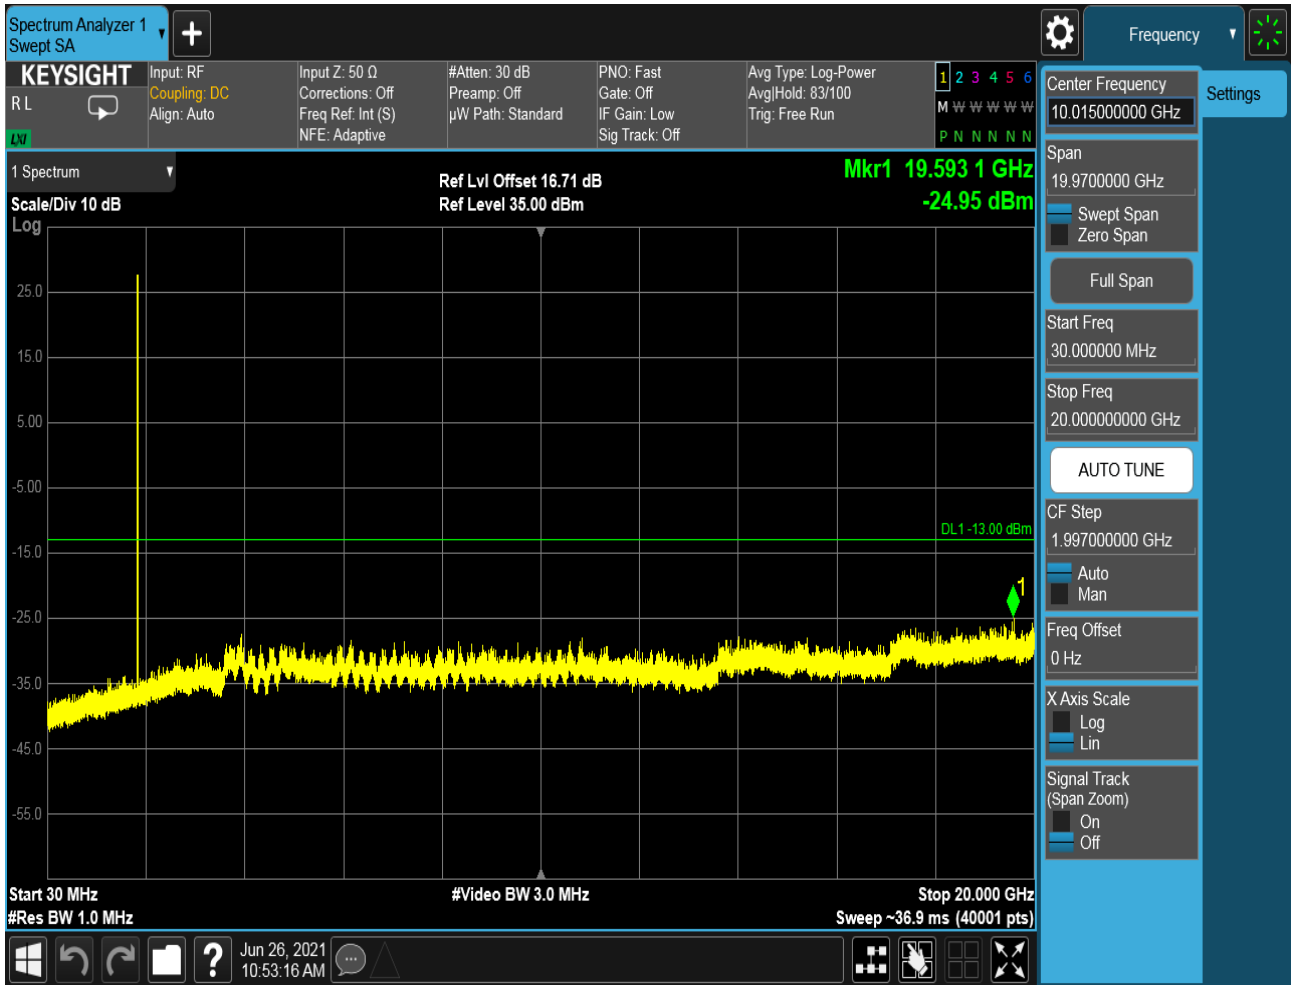 Spectrum Analyzer 1
Swept SA
Frequency
KEYSIGHT
R L
LXI
Input: RF
Coupling: DC
Align: Auto
Input Z: 50 Ω
Corrections: Off
Freq Ref: Int (S)
NFE: Adaptive
#Atten: 30 dB
Preamp: Off
µW Path: Standard
PNO: Fast
Gate: Off
IF Gain: Low
Sig Track: Off
Avg Type: Log-Power
Avg|Hold: 83/100
Trig: Free Run
1 2 3 4 5 6
M W W W W W
P N N N N N
1 Spectrum
Scale/Div 10 dB
Log
Ref Lvl Offset 16.71 dB
Ref Level 35.00 dBm
Mkr1 19.593 1 GHz
-24.95 dBm
25.0
15.0
5.00
-5.00
-15.0
-25.0
-35.0
-45.0
-55.0
DL1 -13.00 dBm
1
Start 30 MHz
#Res BW 1.0 MHz
#Video BW 3.0 MHz
Stop 20.000 GHz
Sweep ~36.9 ms (40001 pts)
Center Frequency
10.015000000 GHz
Settings
Span
19.9700000 GHz
Swept Span
Zero Span
Full Span
Start Freq
30.000000 MHz
Stop Freq
20.000000000 GHz
AUTO TUNE
CF Step
1.997000000 GHz
Auto
Man
Freq Offset
0 Hz
X Axis Scale
Log
Lin
Signal Track
(Span Zoom)
On
Off
?
Jun 26, 2021
10:53:16 AM